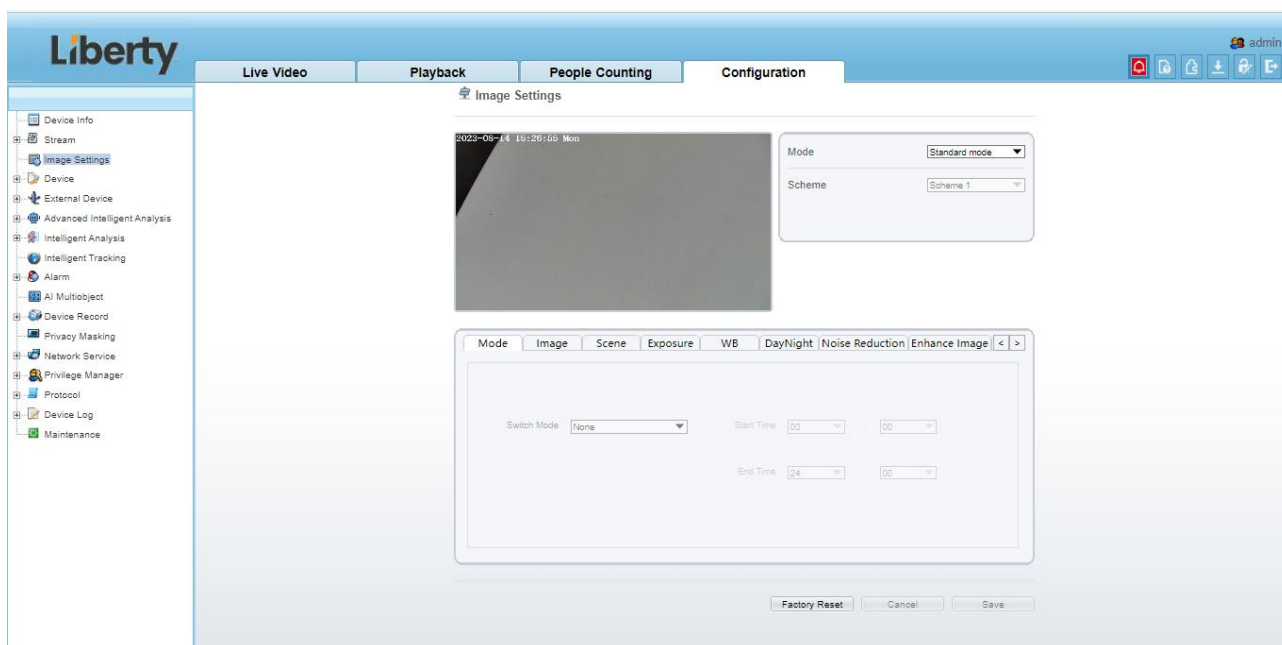 Liberty
admin
Live Video
Playback
People Counting
Configuration
Device Info
Stream
Image Settings
Device
External Device
Advanced Intelligent Analysis
Intelligent Analysis
Intelligent Tracking
Alarm
AI Multiobject
Device Record
Privacy Masking
Network Service
Privilege Manager
Protocol
Device Log
Maintenance
Image Settings
2023-08-14 15:26:55 Mon
Mode Standard mode
Scheme Scheme 1
Mode Image Scene Exposure WB DayNight Noise Reduction Enhance Image < >
Switch Mode None Start Time 00 : 00
End Time 24 : 00
Factory Reset Cancel Save